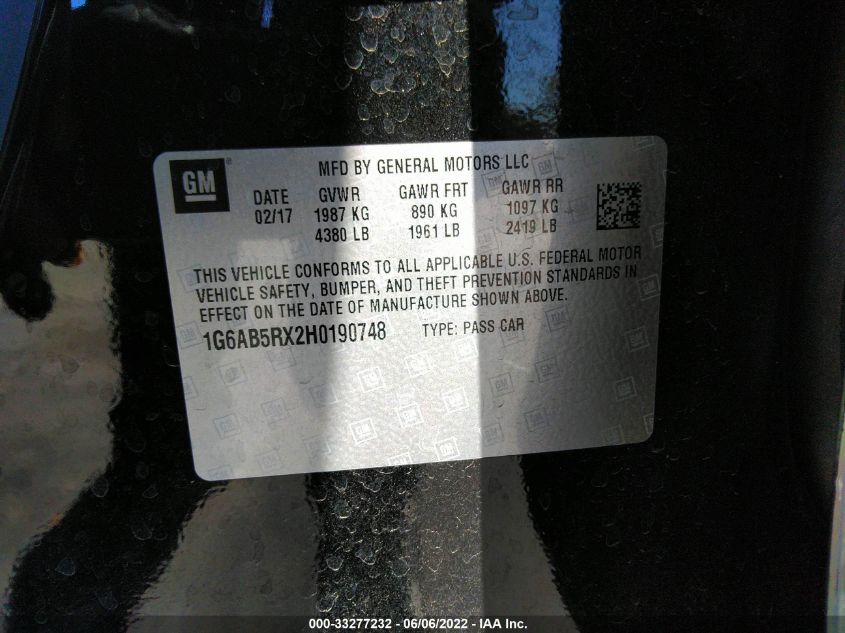 GM ® MFD BY GENERAL MOTORS LLC
DATE GVWR GAWR FRT GAWR RR
02/17 1987 KG 890 KG 1097 KG
4380 LB 1961 LB 2419 LB
THIS VEHICLE CONFORMS TO ALL APPLICABLE U.S. FEDERAL MOTOR
VEHICLE SAFETY, BUMPER, AND THEFT PREVENTION STANDARDS IN
EFFECT ON THE DATE OF MANUFACTURE SHOWN ABOVE.
1G6AB5RX2H0190748 TYPE: PASS CAR
000-33277232 - 06/06/2022 - IAA Inc.